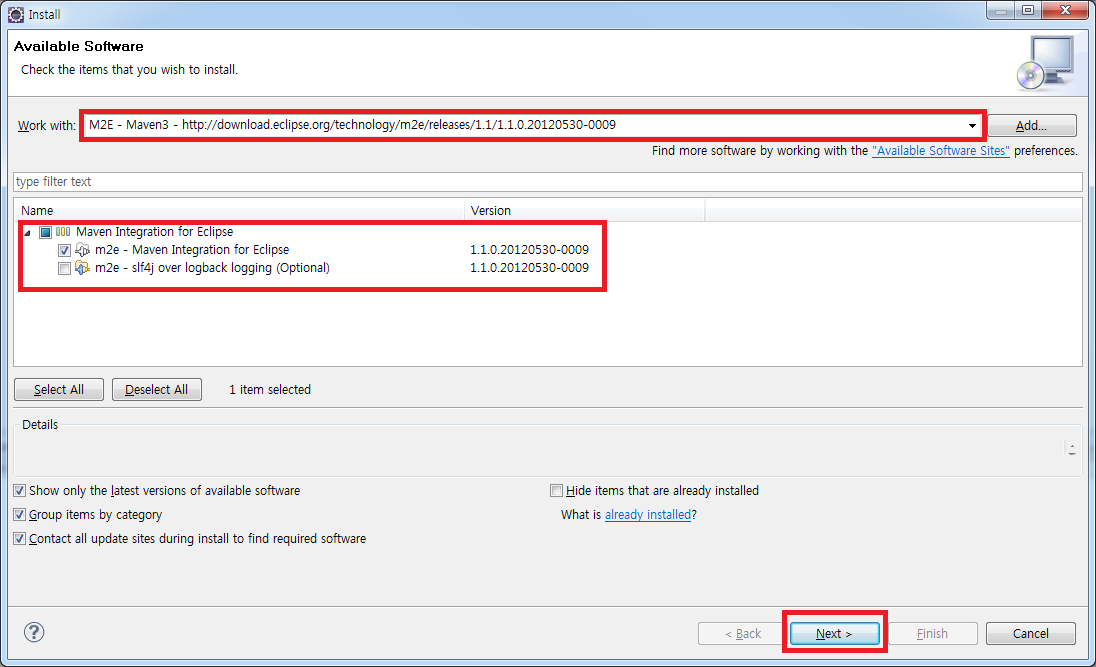 Install
Available Software
Check the items that you wish to install.
Work with: M2E - Maven3 - http://download.eclipse.org/technology/m2e/releases/1.1/1.1.0.20120530-0009 Add...
Find more software by working with the "Available Software Sites" preferences.
type filter text
Name Version
Maven Integration for Eclipse
m2e - Maven Integration for Eclipse 1.1.0.20120530-0009
m2e - slf4j over logback logging (Optional) 1.1.0.20120530-0009
Select All Deselect All 1 item selected
Details
Show only the latest versions of available software Hide items that are already installed
Group items by category What is already installed?
Contact all update sites during install to find required software
? < Back Next > Finish Cancel